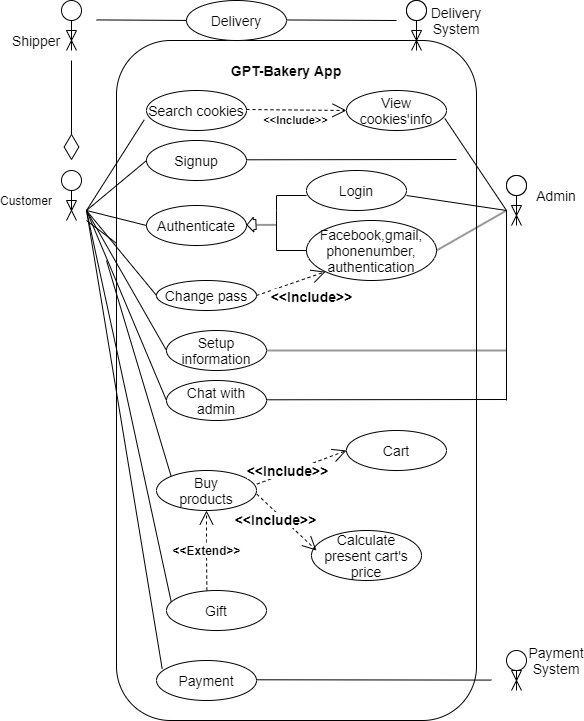 Delivery
Delivery
System
Shipper
GPT-Bakery App
Search cookies
<<Include>>
View
cookies'info
Signup
Customer
Login
Admin
Authenticate
Facebook,gmail,
phonenumber,
authentication
Change pass
<<Include>>
Setup
information
Chat with
admin
Cart
<<Include>>
Buy
products
<<Include>>
Calculate
present cart's
price
<<Extend>>
Gift
Payment
System
Payment